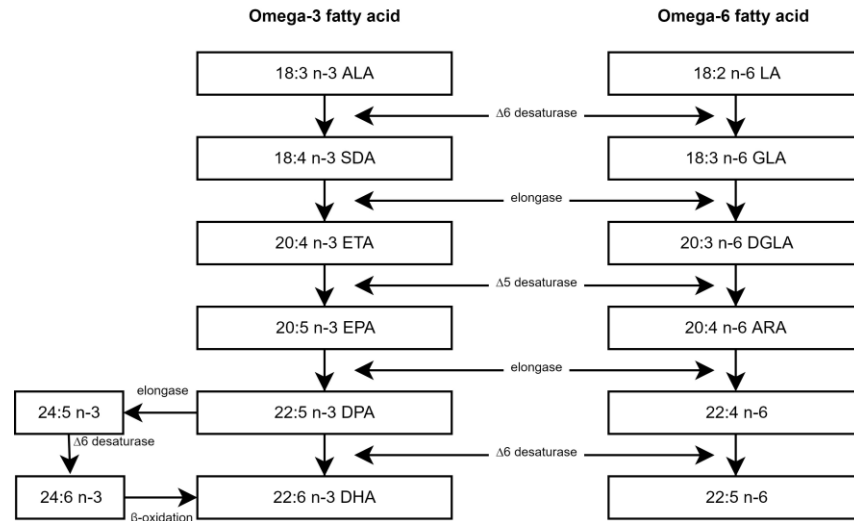 Omega-3 fatty acid
Omega-6 fatty acid
18:3 n-3 ALA
18:2 n-6 LA
Δ6 desaturase
18:4 n-3 SDA
18:3 n-6 GLA
elongase
20:4 n-3 ETA
20:3 n-6 DGLA
Δ5 desaturase
20:5 n-3 EPA
20:4 n-6 ARA
elongase
elongase
24:5 n-3
22:5 n-3 DPA
22:4 n-6
Δ6 desaturase
Δ6 desaturase
24:6 n-3
22:6 n-3 DHA
22:5 n-6
β-oxidation